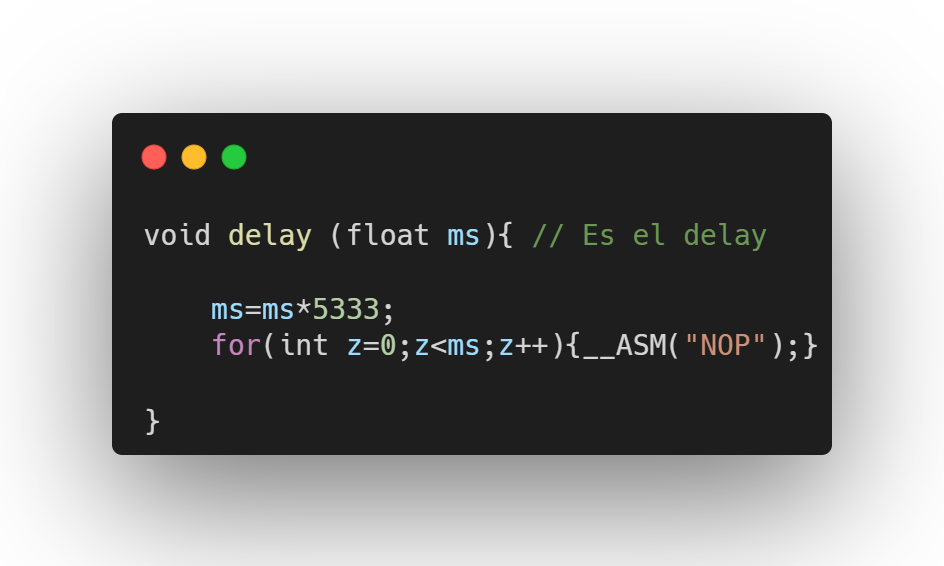 void delay (float ms){ // Es el delay
ms=ms*5333;
for(int z=0;z<ms;z++){__ASM("NOP");}
}